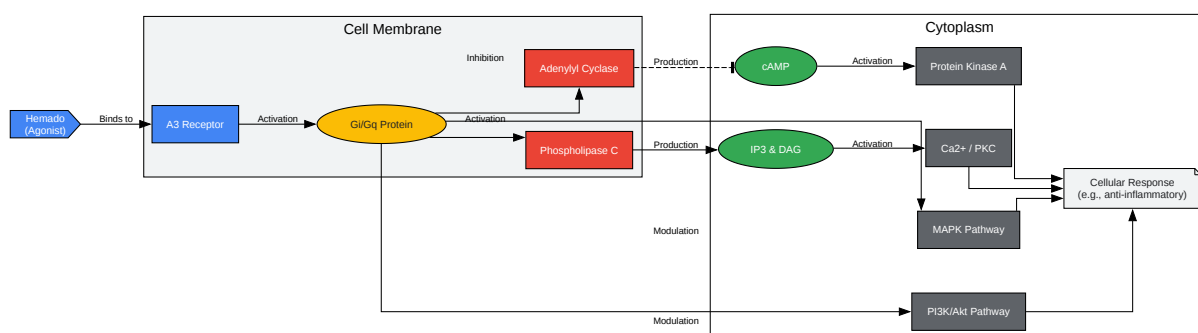 Cell Membrane
Cytoplasm
Inhibition
Adenylyl Cyclase
Production
cAMP
Activation
Protein Kinase A
Hemado
(Agonist)
Binds to
A3 Receptor
Activation
Gi/Gq Protein
Activation
Phospholipase C
Production
IP3 & DAG
Activation
Ca2+ / PKC
Cellular Response
(e.g., anti-inflammatory)
Modulation
MAPK Pathway
Modulation
PI3K/Akt Pathway